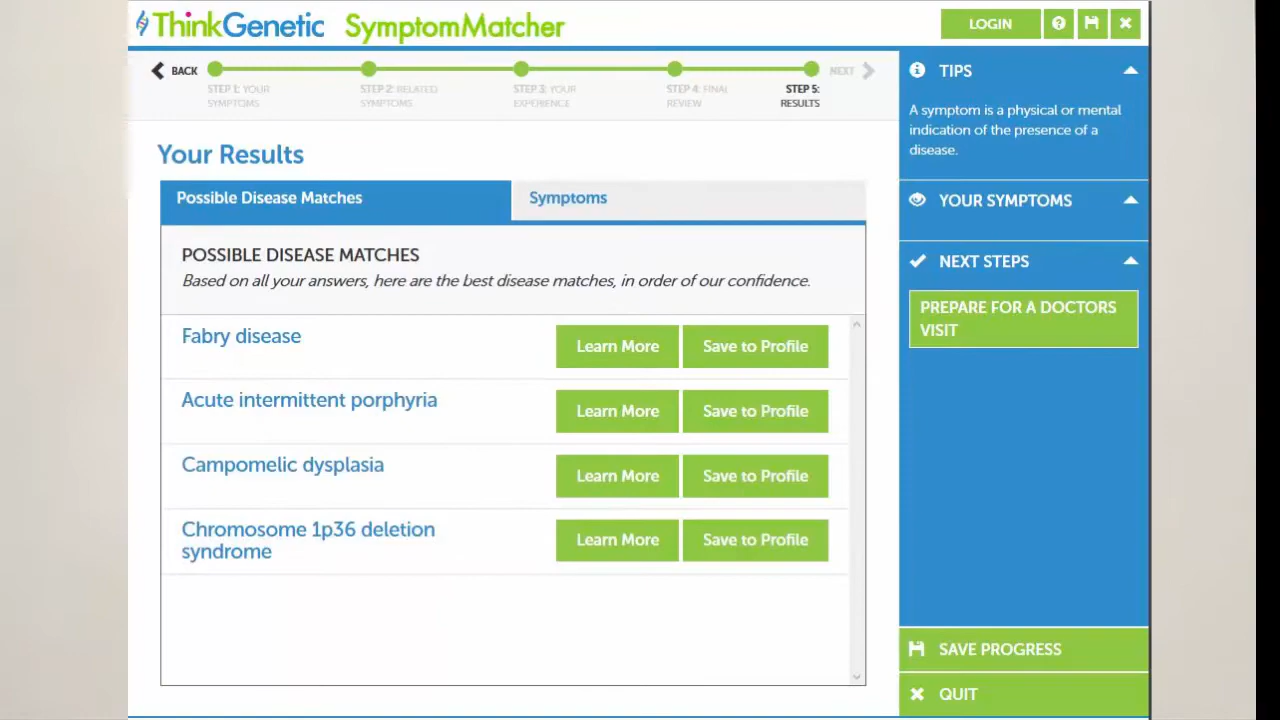 ThinkGenetic SymptomMatcher
LOGIN
BACK
NEXT
STEP 1: YOUR
SYMPTOMS
STEP 2: RELATED
SYMPTOMS
STEP 3: YOUR
EXPERIENCE
STEP 4: FINAL
REVIEW
STEP 5:
RESULTS
Your Results
Possible Disease Matches
Symptoms
POSSIBLE DISEASE MATCHES
Based on all your answers, here are the best disease matches, in order of our confidence.
Fabry disease
Learn More
Save to Profile
Acute intermittent porphyria
Learn More
Save to Profile
Campomelic dysplasia
Learn More
Save to Profile
Chromosome 1p36 deletion
syndrome
Learn More
Save to Profile
TIPS
A symptom is a physical or mental
indication of the presence of a
disease.
YOUR SYMPTOMS
NEXT STEPS
PREPARE FOR A DOCTORS
VISIT
SAVE PROGRESS
QUIT